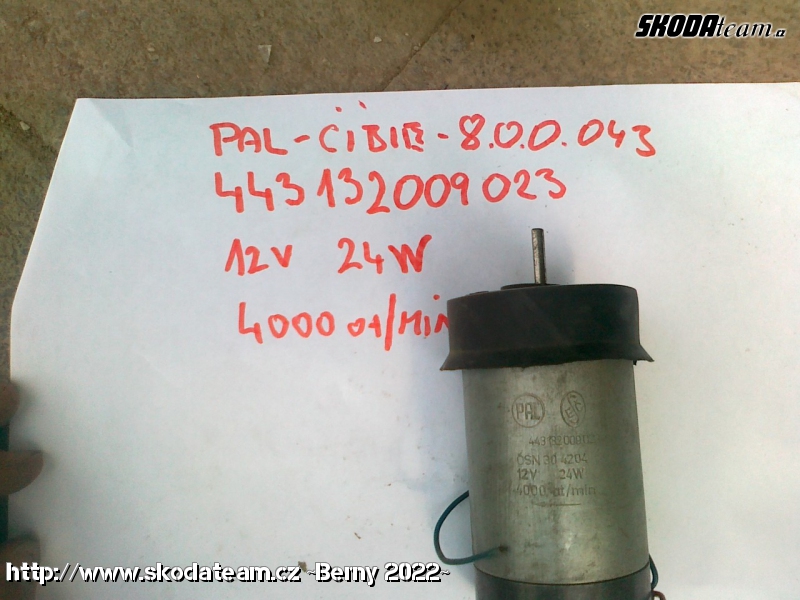 SKODAteam.cz
PAL-CIBIE-8.0.0.043
443132009023
12V 24W
4000 ot/MIN
PAL
ČSN 30 4204
12V 24W
4000 ot/min
http://www.skodateam.cz ~Berny 2022~